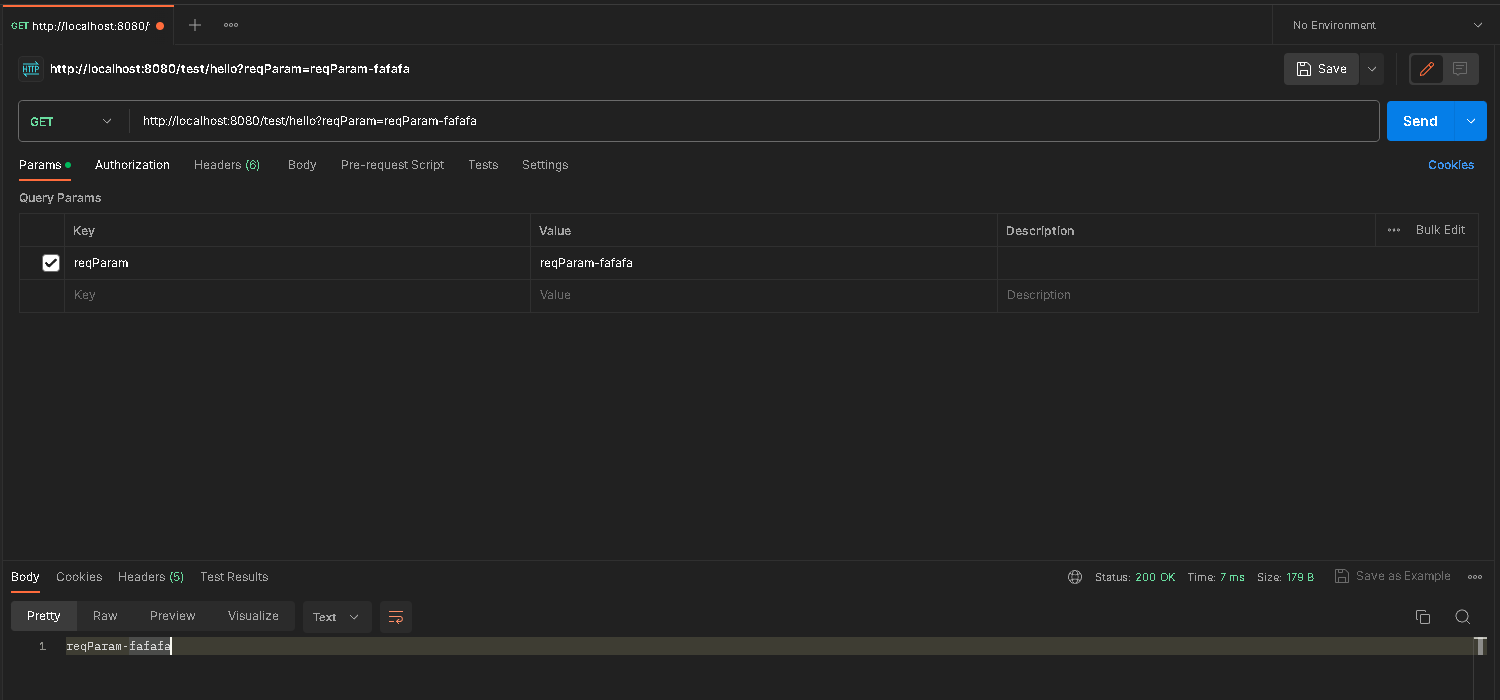 GET http://localhost:8080/
No Environment
HTTP http://localhost:8080/test/hello?reqParam=reqParam-fafafa
Save
GET http://localhost:8080/test/hello?reqParam=reqParam-fafafa Send
Params Authorization Headers (6) Body Pre-request Script Tests Settings Cookies
Query Params
Key Value Description Bulk Edit
reqParam reqParam-fafafa
Key Value Description
Body Cookies Headers (5) Test Results Status: 200 OK Time: 7 ms Size: 179 B Save as Example
Pretty Raw Preview Visualize Text
1 reqParam-fafafa